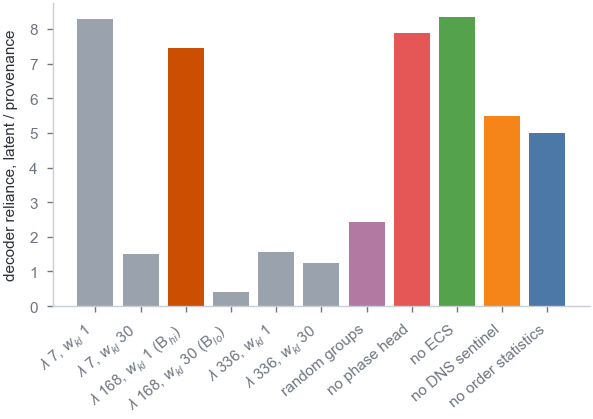 decoder reliance, latent / provenance
8
7
6
5
4
3
2
1
0
λ 7, w_kl 1
λ 7, w_kl 30
λ 168, w_kl 1 (B_hi)
λ 168, w_kl 30 (B_lo)
λ 336, w_kl 1
λ 336, w_kl 30
random groups
no phase head
no ECS
no DNS sentinel
no order statistics